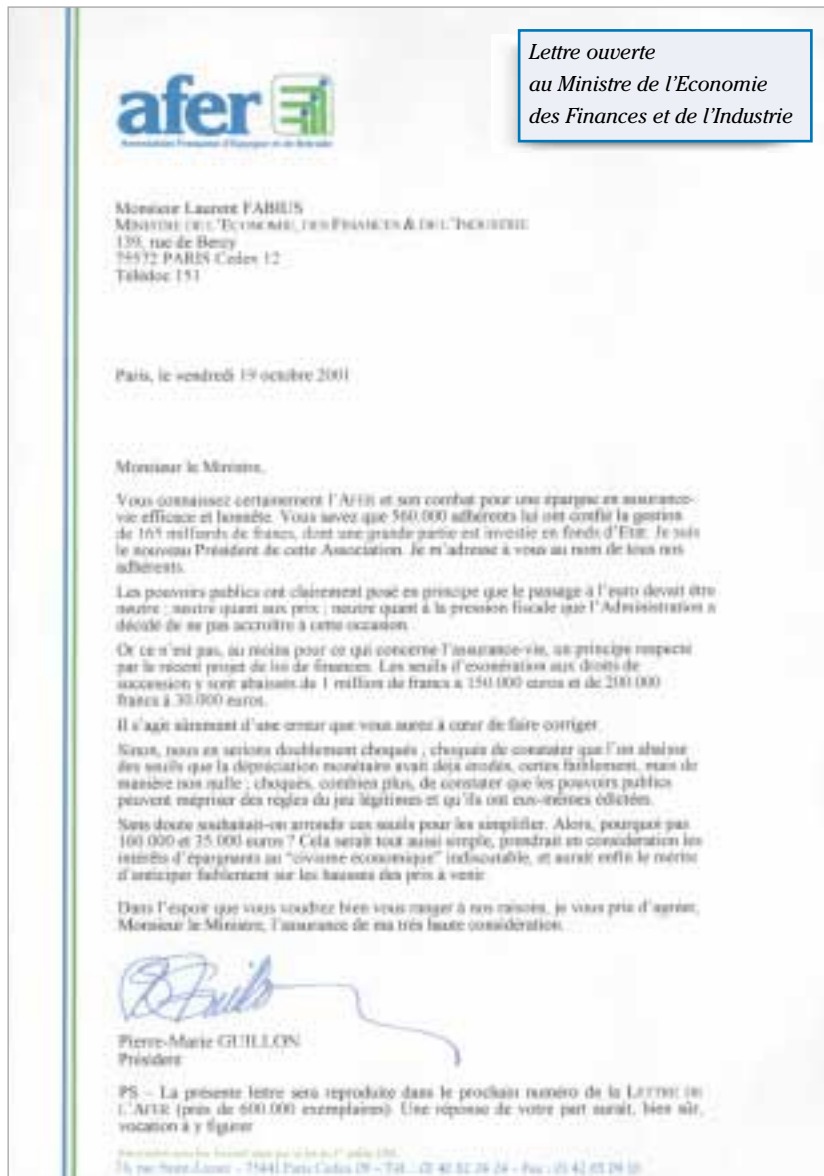 Lettre ouverte
au Ministre de l'Economie
des Finances et de l'Industrie
afer
Association Française d'Epargne et de Retraite
Monsieur Laurent FABIUS
MINISTRE DE L'ECONOMIE, DES FINANCES & DE L'INDUSTRIE
139, rue de Bercy
75572 PARIS Cedex 12
Télédoc 151
Paris, le vendredi 19 octobre 2001
Monsieur le Ministre,
Vous connaissez certainement l'AFER et son combat pour une épargne en assurance-
vie efficace et honnête. Vous savez que 560.000 adhérents lui ont confié la gestion
de 165 milliards de francs, dont une grande partie est investie en fonds d'Etat. Je suis
le nouveau Président de cette Association. Je m'adresse à vous au nom de tous nos
adhérents.
Les pouvoirs publics ont clairement posé en principe que le passage à l'euro devait être
neutre ; neutre quant aux prix ; neutre quant à la pression fiscale que l'Administration a
décidé de ne pas accroître à cette occasion.
Or ce n'est pas, au moins pour ce qui concerne l'assurance-vie, un principe respecté
par le récent projet de loi de finances. Les seuils d'exonération aux droits de
succession y sont abaissés de 1 million de francs à 150.000 euros et de 200.000
francs à 30.000 euros.
Il s'agit sûrement d'une erreur que vous aurez à cœur de faire corriger.
Sinon, nous en serions doublement choqués ; choqués de constater que l'on abaisse
des seuils que la dépréciation monétaire avait déjà érodés, certes faiblement, mais de
manière non nulle ; choqués, combien plus, de constater que les pouvoirs publics
peuvent mépriser des règles du jeu légitimes et qu'ils ont eux-mêmes édictées.
Sans doute souhaitait-on arrondir ces seuils pour les simplifier. Alors, pourquoi pas
160.000 et 35.000 euros ? Cela serait tout aussi simple, prendrait en considération les
intérêts d'épargnants au "civisme économique" indiscutable, et aurait enfin le mérite
d'anticiper faiblement sur les hausses des prix à venir.
Dans l'espoir que vous voudrez bien vous ranger à nos raisons, je vous prie d'agréer,
Monsieur le Ministre, l'assurance de ma très haute considération.
Pierre-Marie GUILLON
Président
PS – La présente lettre sera reproduite dans le prochain numéro de la LETTRE DE
L'AFER (près de 600.000 exemplaires). Une réponse de votre part aurait, bien sûr,
vocation à y figurer